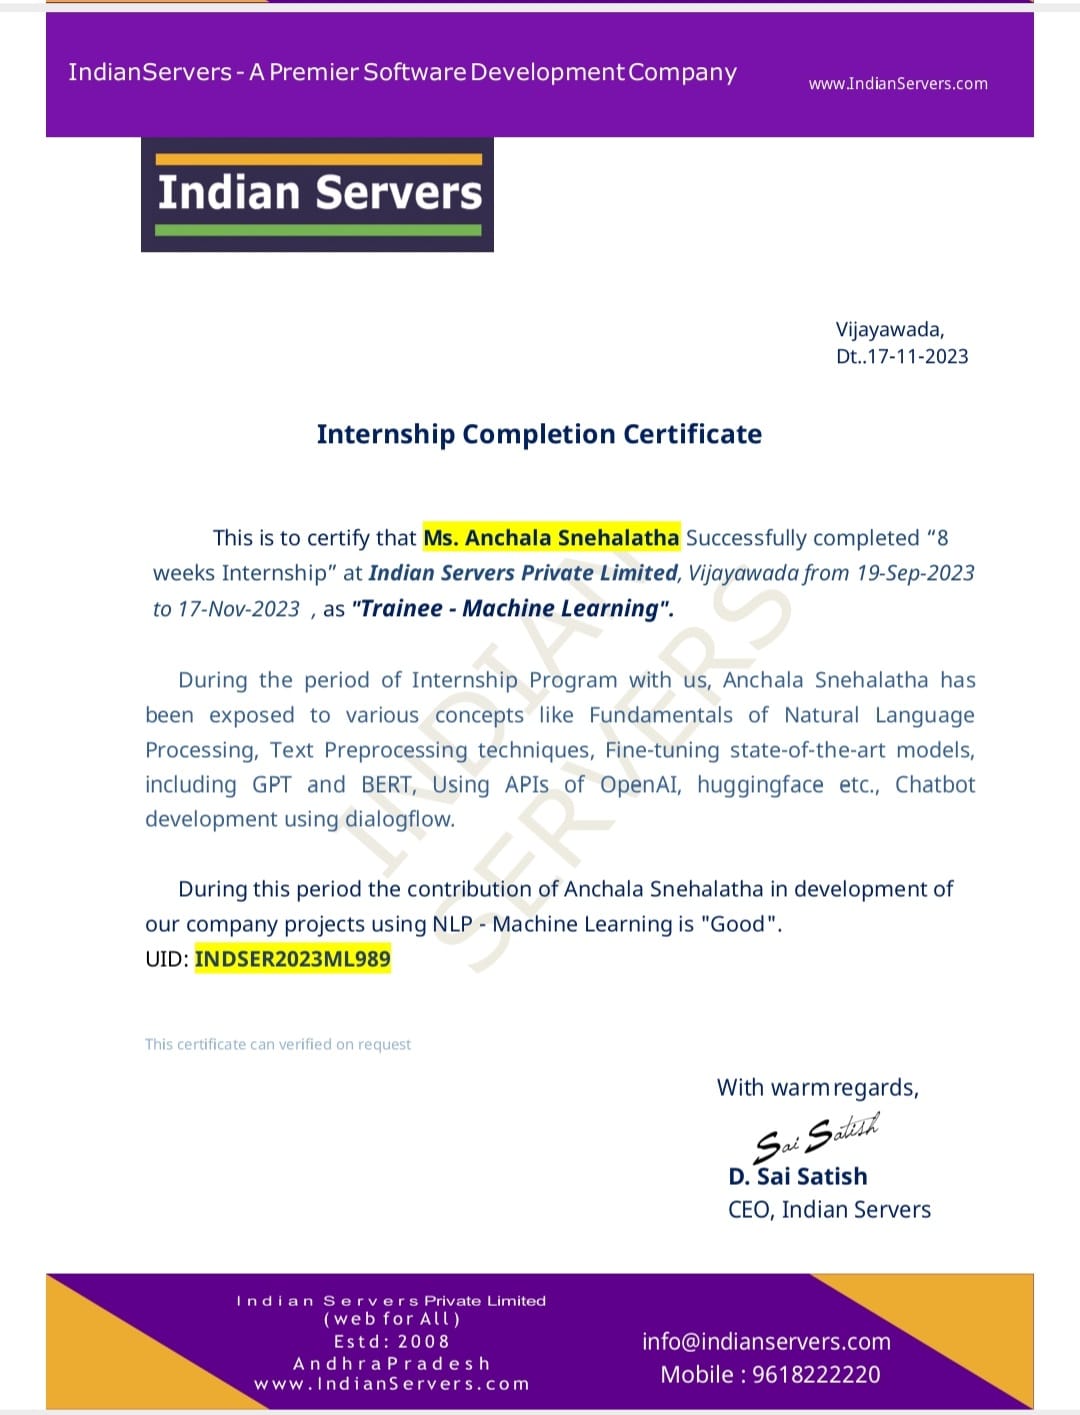 IndianServers - A Premier Software Development Company
www.IndianServers.com
Indian Servers
Vijayawada,
Dt..17-11-2023
Internship Completion Certificate
This is to certify that Ms. Anchala Snehalatha Successfully completed “8
weeks Internship” at Indian Servers Private Limited, Vijayawada from 19-Sep-2023
to 17-Nov-2023 , as "Trainee - Machine Learning".
During the period of Internship Program with us, Anchala Snehalatha has
been exposed to various concepts like Fundamentals of Natural Language
Processing, Text Preprocessing techniques, Fine-tuning state-of-the-art models,
including GPT and BERT, Using APIs of OpenAI, huggingface etc., Chatbot
development using dialogflow.
During this period the contribution of Anchala Snehalatha in development of
our company projects using NLP - Machine Learning is "Good".
UID: INDSER2023ML989
INDIAN
SERVERS
This certificate can verified on request
With warm regards,
Sai Satish
D. Sai Satish
CEO, Indian Servers
Indian Servers Private Limited
(web for All)
Estd: 2008
AndhraPradesh
www.IndianServers.com
info@indianservers.com
Mobile : 9618222220